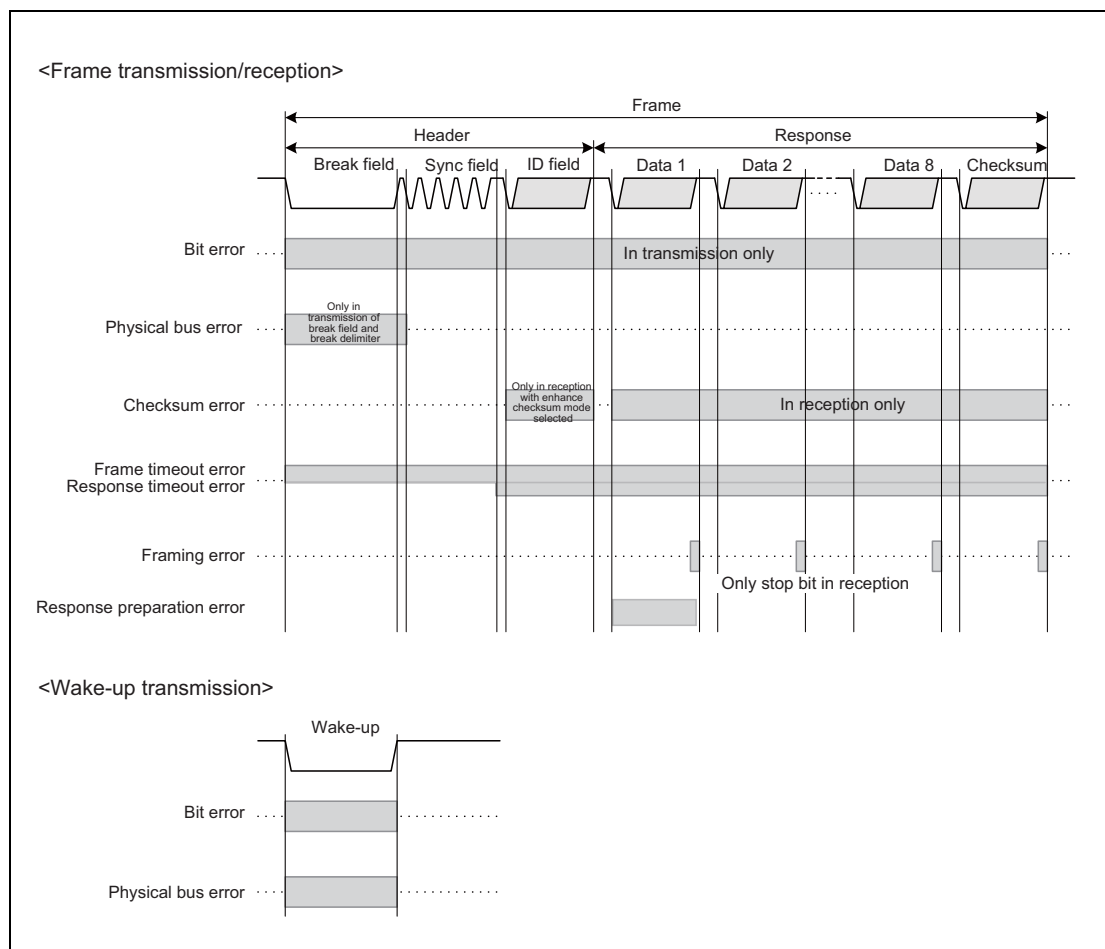 <Frame transmission/reception>
Frame
Header
Response
Break field
Sync field
ID field
Data 1
Data 2
Data 8
Checksum
Bit error
In transmission only
Physical bus error
Only in
transmission of
break field and
break delimiter
Checksum error
Only in reception
with enhance
checksum mode
selected
In reception only
Frame timeout error
Response timeout error
Framing error
Only stop bit in reception
Response preparation error
<Wake-up transmission>
Wake-up
Bit error
Physical bus error